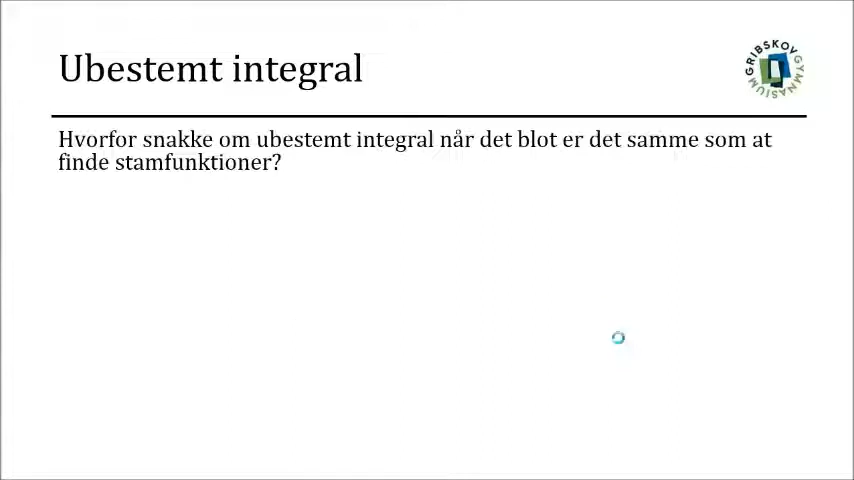 Ubestemt integral
GRIBSKOV GYMNASIUM
Hvorfor snakke om ubestemt integral når det blot er det samme som at
finde stamfunktioner?